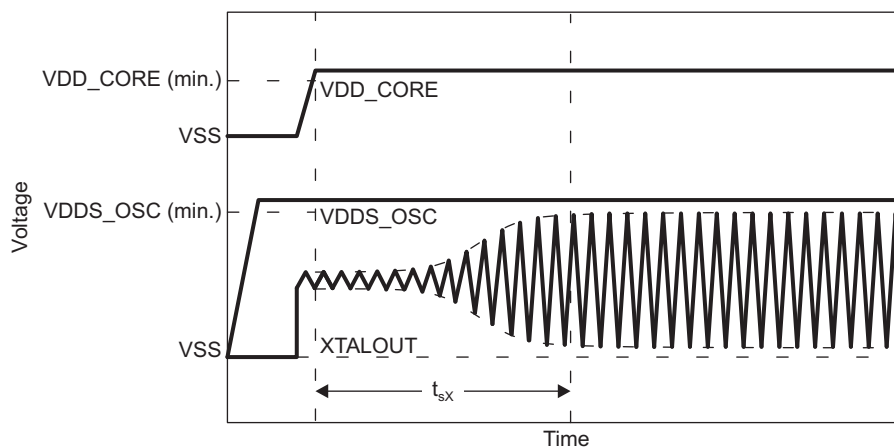 VDD_CORE (min.)
VDD_CORE
VSS
Voltage
VDDS_OSC (min.)
VDDS_OSC
VSS
XTALOUT
tsX
Time